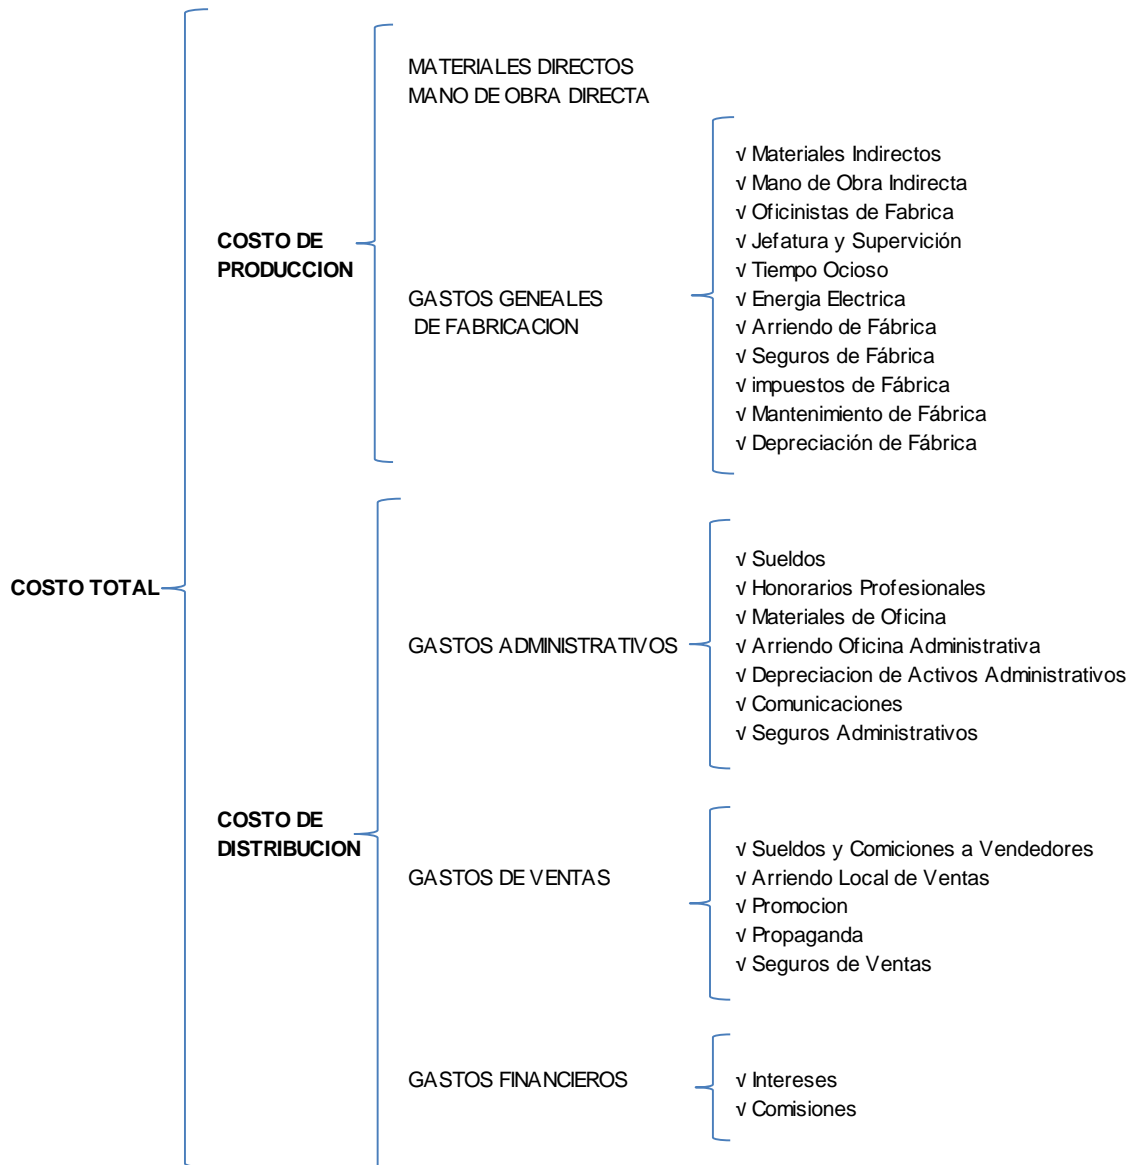 COSTO TOTAL
COSTO DE
PRODUCCION
MATERIALES DIRECTOS
MANO DE OBRA DIRECTA
GASTOS GENEALES
DE FABRICACION
√ Materiales Indirectos
√ Mano de Obra Indirecta
√ Oficinistas de Fabrica
√ Jefatura y Supervición
√ Tiempo Ocioso
√ Energia Electrica
√ Arriendo de Fábrica
√ Seguros de Fábrica
√ impuestos de Fábrica
√ Mantenimiento de Fábrica
√ Depreciación de Fábrica
COSTO DE
DISTRIBUCION
GASTOS ADMINISTRATIVOS
√ Sueldos
√ Honorarios Profesionales
√ Materiales de Oficina
√ Arriendo Oficina Administrativa
√ Depreciacion de Activos Administrativos
√ Comunicaciones
√ Seguros Administrativos
GASTOS DE VENTAS
√ Sueldos y Comiciones a Vendedores
√ Arriendo Local de Ventas
√ Promocion
√ Propaganda
√ Seguros de Ventas
GASTOS FINANCIEROS
√ Intereses
√ Comisiones